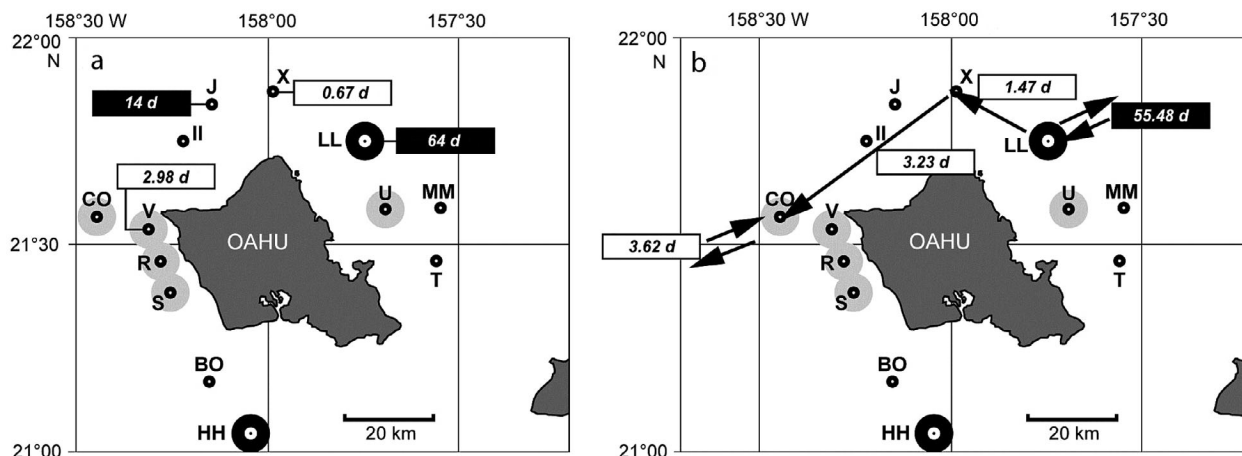 158°30 W 158°00 157°30
22°00
N
a
J
X
14 d
0.67 d
II
LL
64 d
2.98 d
CO
V
U
MM
21°30
OAHU
R
T
S
BO
HH
20 km
21°00
158°30 W 158°00 157°30
22°00
N
b
J
X
1.47 d
55.48 d
II
LL
3.23 d
CO
V
U
MM
3.62 d
21°30
OAHU
R
T
S
BO
HH
20 km
21°00